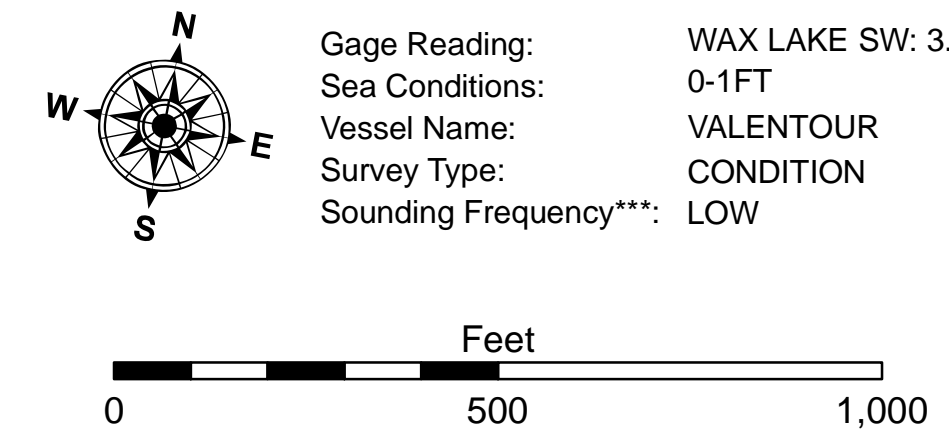 N
W
E
S
Gage Reading: WAX LAKE SW: 3.
Sea Conditions: 0-1FT
Vessel Name: VALENTOUR
Survey Type: CONDITION
Sounding Frequency***: LOW
Feet
0 500 1,000